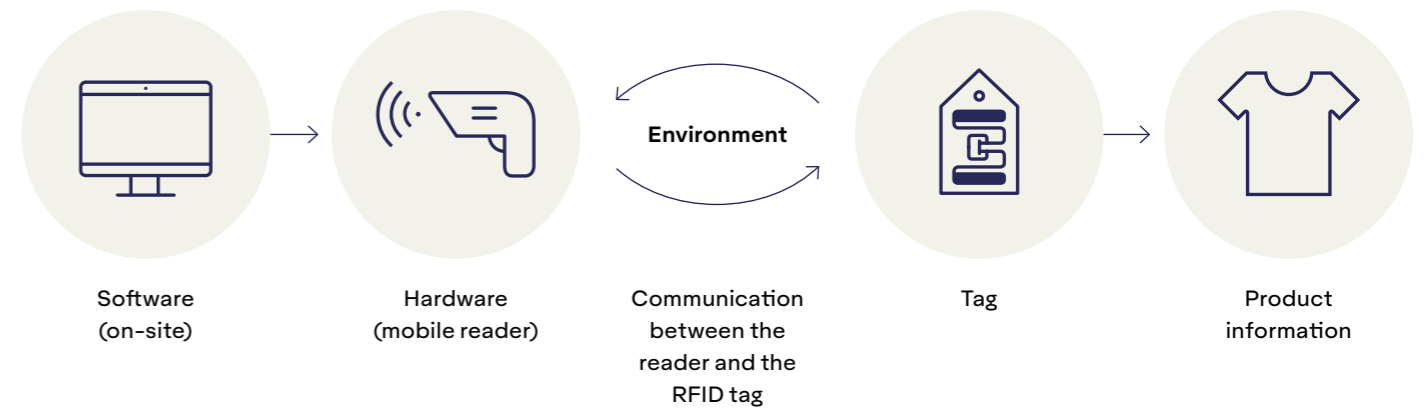 Environment
Software
(on-site)
Hardware
(mobile reader)
Communication
between the
reader and the
RFID tag
Tag
Product
information